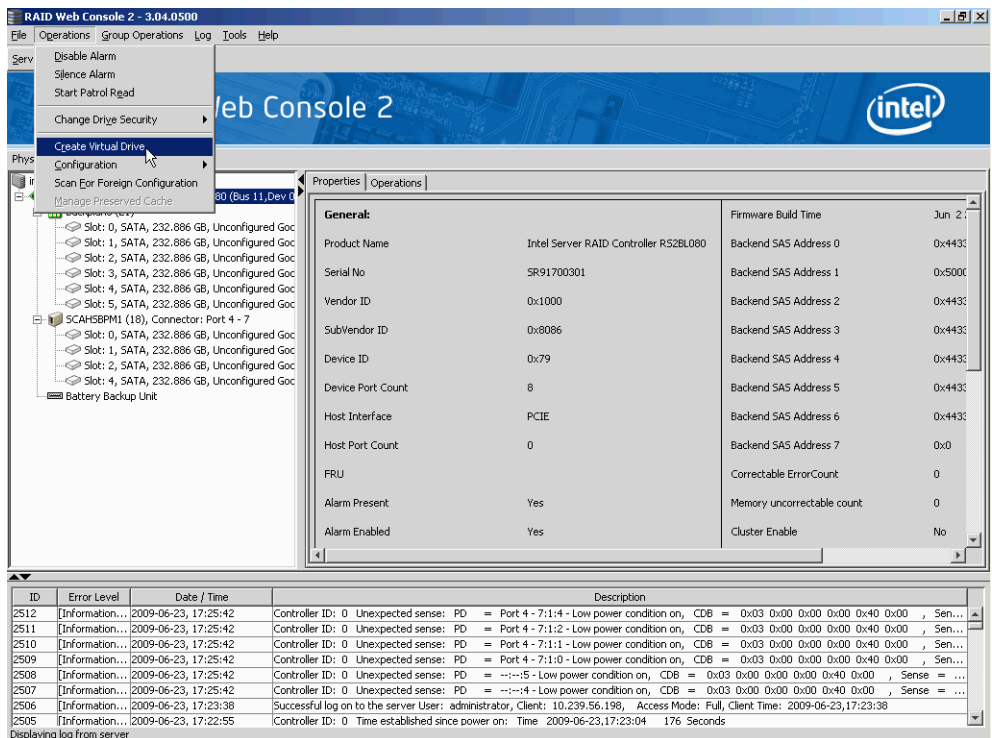 RAID Web Console 2 - 3.04.0500
File Operations Group Operations Log Tools Help
Serv
Disable Alarm
Silence Alarm
Start Patrol Read
Change Drive Security
Create Virtual Drive
Configuration
Scan For Foreign Configuration
Manage Preserved Cache
eb Console 2
intel
Phys
80 (Bus 11,Dev 0
Slot: 0, SATA, 232.886 GB, Unconfigured Goo
Slot: 1, SATA, 232.886 GB, Unconfigured Goo
Slot: 2, SATA, 232.886 GB, Unconfigured Goo
Slot: 3, SATA, 232.886 GB, Unconfigured Goo
Slot: 4, SATA, 232.886 GB, Unconfigured Goo
Slot: 5, SATA, 232.886 GB, Unconfigured Goo
SCAHSBPM1 (18), Connector: Port 4 - 7
Slot: 0, SATA, 232.886 GB, Unconfigured Goo
Slot: 1, SATA, 232.886 GB, Unconfigured Goo
Slot: 2, SATA, 232.886 GB, Unconfigured Goo
Slot: 4, SATA, 232.886 GB, Unconfigured Goo
Battery Backup Unit
Properties Operations
General: Firmware Build Time Jun 2
Product Name Intel Server RAID Controller RS2BL080 Backend SAS Address 0 0x4433
Serial No SR91700301 Backend SAS Address 1 0x5000
Vendor ID 0x1000 Backend SAS Address 2 0x4433
SubVendor ID 0x8086 Backend SAS Address 3 0x4433
Device ID 0x79 Backend SAS Address 4 0x4433
Device Port Count 8 Backend SAS Address 5 0x4433
Host Interface PCIE Backend SAS Address 6 0x4433
Host Port Count 0 Backend SAS Address 7 0x0
FRU Correctable ErrorCount 0
Alarm Present Yes Memory uncorrectable count 0
Alarm Enabled Yes Cluster Enable No
ID Error Level Date / Time Description
2512 [Information... 2009-06-23, 17:25:42 Controller ID: 0 Unexpected sense: PD = Port 4 - 7:1:4 - Low power condition on, CDB = 0x03 0x00 0x00 0x00 0x40 0x00 , Sen...
2511 [Information... 2009-06-23, 17:25:42 Controller ID: 0 Unexpected sense: PD = Port 4 - 7:1:2 - Low power condition on, CDB = 0x03 0x00 0x00 0x00 0x40 0x00 , Sen...
2510 [Information... 2009-06-23, 17:25:42 Controller ID: 0 Unexpected sense: PD = Port 4 - 7:1:1 - Low power condition on, CDB = 0x03 0x00 0x00 0x00 0x40 0x00 , Sen...
2509 [Information... 2009-06-23, 17:25:42 Controller ID: 0 Unexpected sense: PD = Port 4 - 7:1:0 - Low power condition on, CDB = 0x03 0x00 0x00 0x00 0x40 0x00 , Sen...
2508 [Information... 2009-06-23, 17:25:42 Controller ID: 0 Unexpected sense: PD = --:--:5 - Low power condition on, CDB = 0x03 0x00 0x00 0x00 0x40 0x00 , Sense = ...
2507 [Information... 2009-06-23, 17:25:42 Controller ID: 0 Unexpected sense: PD = --:--:4 - Low power condition on, CDB = 0x03 0x00 0x00 0x00 0x40 0x00 , Sense = ...
2506 [Information... 2009-06-23, 17:23:38 Successful log on to the server User: administrator, Client: 10.239.56.198, Access Mode: Full, Client Time: 2009-06-23,17:23:38
2505 [Information... 2009-06-23, 17:22:55 Controller ID: 0 Time established since power on: Time 2009-06-23,17:23:04 176 Seconds
Displaying log from server